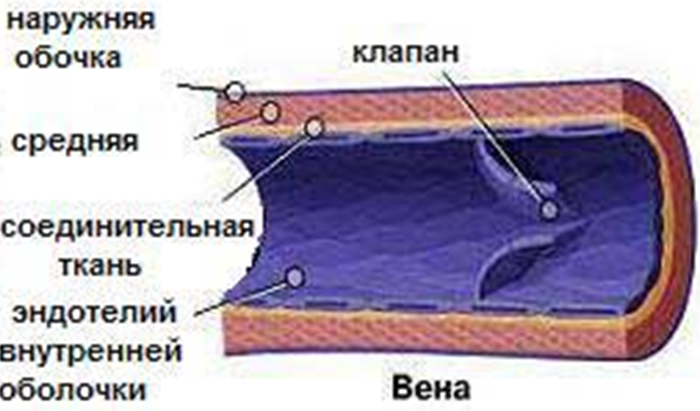 наружняя
обочка
клапан
средняя
соединительная
ткань
эндотелий
внутренней
оболочки
Вена